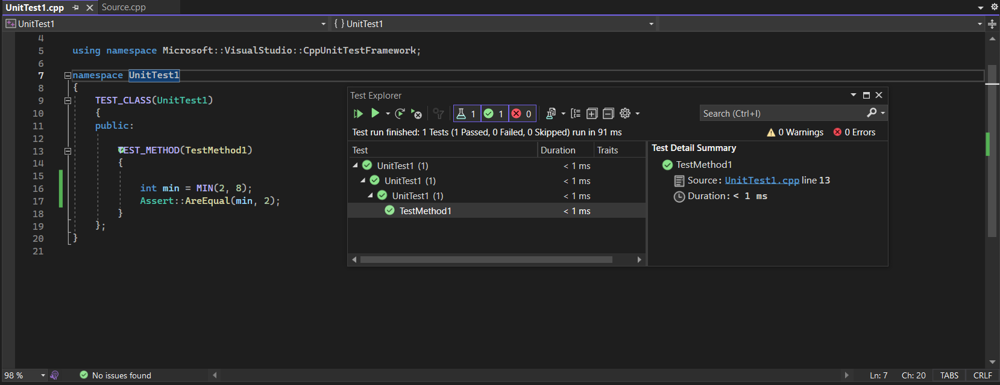 UnitTest1.cpp Source.cpp
UnitTest1 { } UnitTest1
4
5 using namespace Microsoft::VisualStudio::CppUnitTestFramework;
6
7 namespace UnitTest1
8 {
9 TEST_CLASS(UnitTest1)
10 {
11 public:
12
13 TEST_METHOD(TestMethod1)
14 {
15
16 int min = MIN(2, 8);
17 Assert::AreEqual(min, 2);
18 }
19 };
20 }
21
Test Explorer
1 1 0 Search (Ctrl+I)
Test run finished: 1 Tests (1 Passed, 0 Failed, 0 Skipped) run in 91 ms 0 Warnings 0 Errors
Test Duration Traits
UnitTest1 (1) < 1 ms
UnitTest1 (1) < 1 ms
UnitTest1 (1) < 1 ms
TestMethod1 < 1 ms
Test Detail Summary
TestMethod1
Source: UnitTest1.cpp line 13
Duration: < 1 ms
98 % No issues found Ln: 7 Ch: 20 TABS CRLF